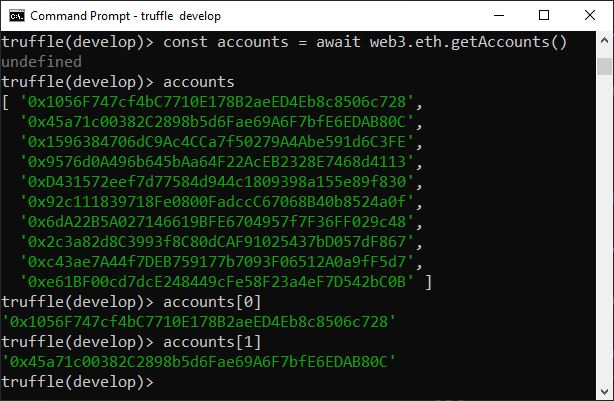 Command Prompt - truffle  develop
truffle(develop)> const accounts = await web3.eth.getAccounts()
undefined
truffle(develop)> accounts
[ '0x1056F747cf4bC7710E178B2aeED4Eb8c8506c728',
'0x45a71c00382C2898b5d6Fae69A6F7bfE6EDAB80C',
'0x1596384706dC9Ac4CCa7f50279A4Abe591d6C3FE',
'0x9576d0A496b645bAa64F22AcEB2328E7468d4113',
'0xD431572eef7d77584d944c1809398a155e89f830',
'0x92c111839718Fe0800FadccC67068B40b8524a0f',
'0x6dA22B5A027146619BFE6704957f7F36FF029c48',
'0x2c3a82d8C3993f8C80dCAF91025437bD057dF867',
'0xc43ae7A44f7DEB759177b7093F06512A0a9fF5d7',
'0xe61BF00cd7dcE248449cFe58F23a4eF7D542bC0B' ]
truffle(develop)> accounts[0]
'0x1056F747cf4bC7710E178B2aeED4Eb8c8506c728'
truffle(develop)> accounts[1]
'0x45a71c00382C2898b5d6Fae69A6F7bfE6EDAB80C'
truffle(develop)>